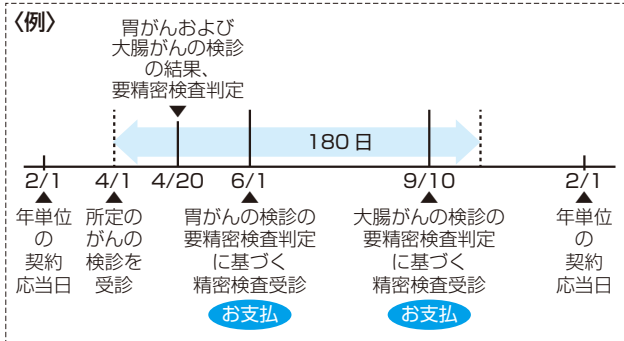 〈例〉
胃がんおよび
大腸がんの検診
の結果、
要精密検査判定
180日
2/1
4/1
4/20
6/1
9/10
2/1
年単位
の
契約
応当日
所定の
がんの
検診を
受診
胃がんの検診の
要精密検査判定
に基づく
精密検査受診
お支払
大腸がんの検診の
要精密検査判定
に基づく
精密検査受診
お支払
年単位
の
契約
応当日